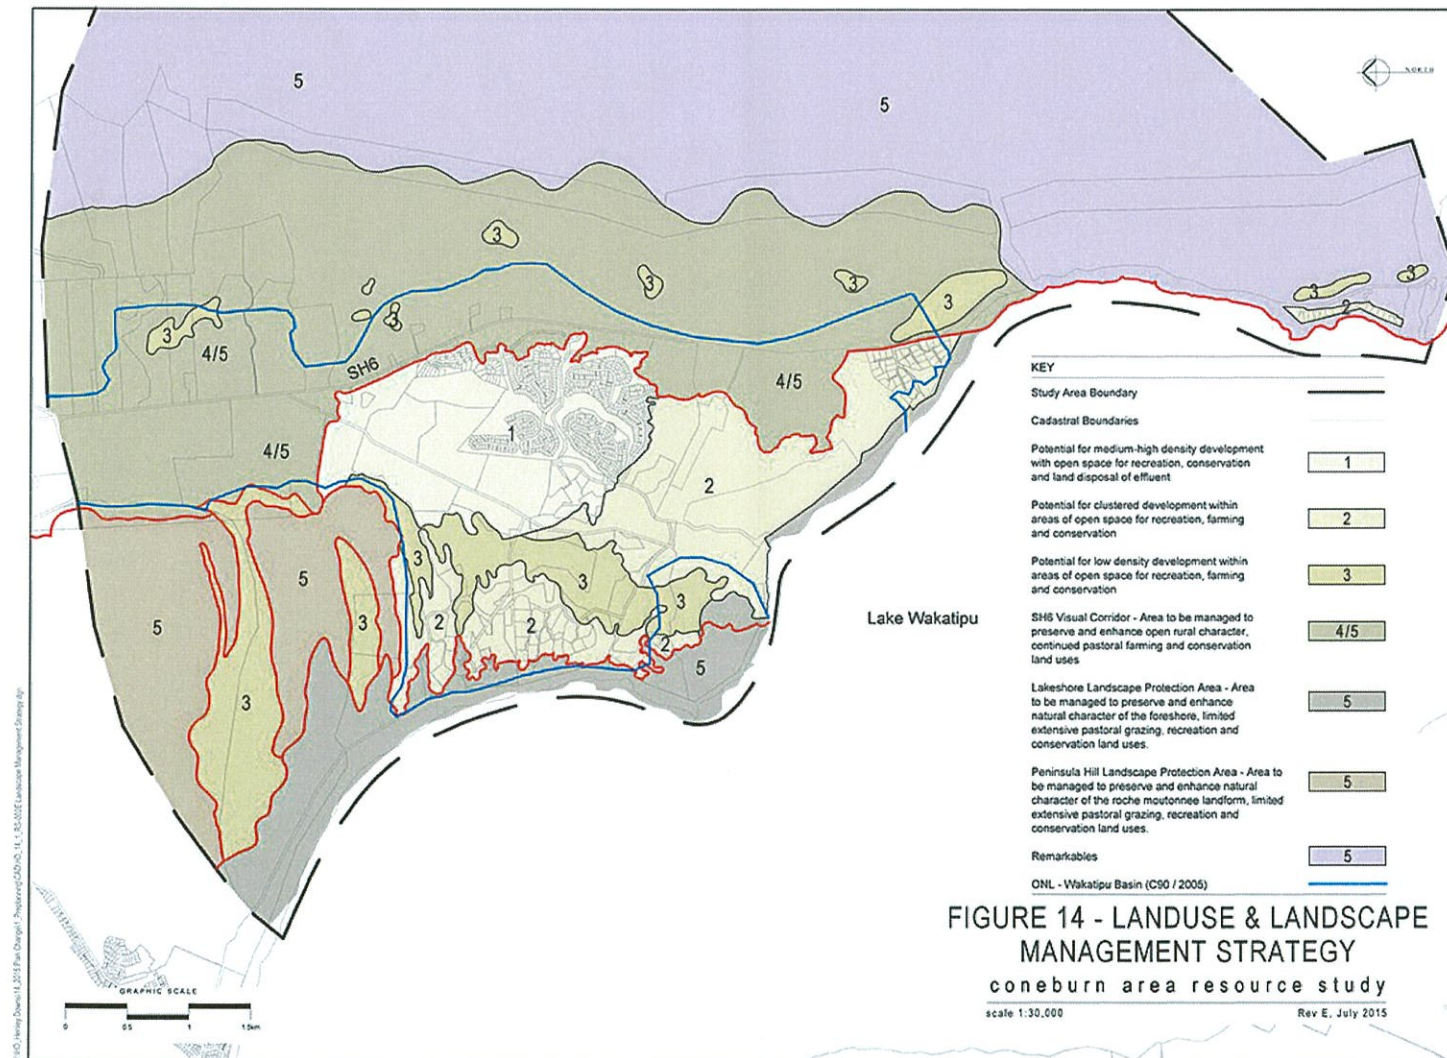 5
5
NORTH
3
3
3
3
3
3
3
3
2
4/5
SH6
4/5
1
4/5
2
3
3
3
5
5
3
2
2
2
5
3
Lake Wakatipu
KEY
Study Area Boundary
Cadastral Boundaries
Potential for medium-high density development
with open space for recreation, conservation
and land disposal of effluent
1
Potential for clustered development within
areas of open space for recreation, farming
and conservation
2
Potential for low density development within
areas of open space for recreation, farming
and conservation
3
SH6 Visual Corridor - Area to be managed to
preserve and enhance open rural character,
continued pastoral farming and conservation
land uses
4/5
Lakeshore Landscape Protection Area - Area
to be managed to preserve and enhance
natural character of the foreshore, limited
extensive pastoral grazing, recreation and
conservation land uses.
5
Peninsula Hill Landscape Protection Area - Area to
be managed to preserve and enhance natural
character of the roche moutonnee landform, limited
extensive pastoral grazing, recreation and
conservation land uses.
5
Remarkables
5
ONL - Wakatipu Basin (C90 / 2005)
FIGURE 14 - LANDUSE & LANDSCAPE
MANAGEMENT STRATEGY
coneburn area resource study
scale 1:30,000
Rev E, July 2015
GRAPHIC SCALE
0 0.5 1 1.5km